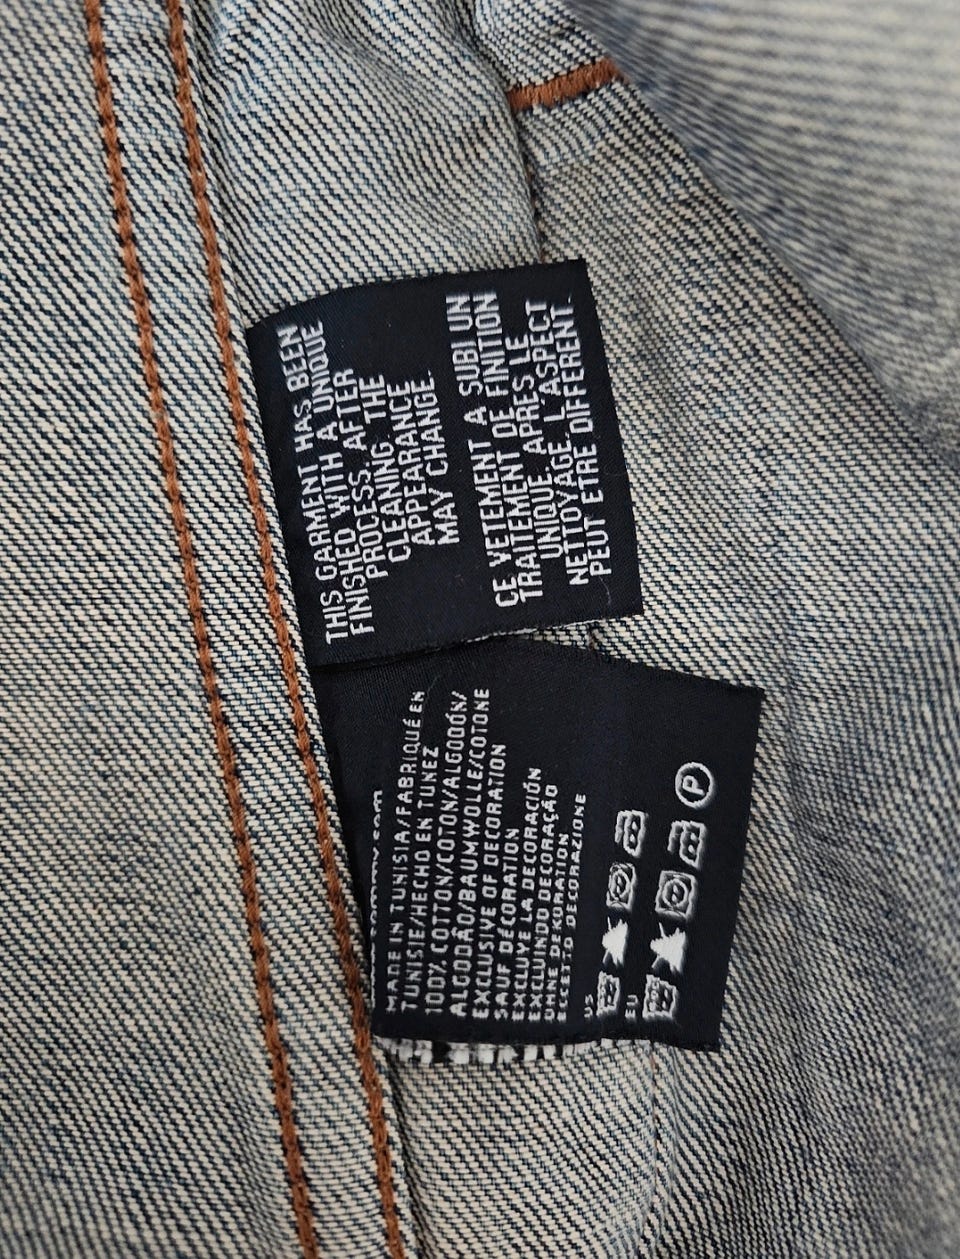 THIS GARMENT HAS BEEN
FINISHED WITH A UNIQUE
PROCESS. AFTER
CLEANING, THE
APPEARANCE
MAY CHANGE.
CE VETEMENT A SUBI UN
TRAITEMENT DE FINITION
UNIQUE. APRES LE
NETTOYAGE, L'ASPECT
PEUT ETRE DIFFERENT.
MADE IN TUNISIA/FABRIQUÉ EN
TUNISIE/HECHO EN TUNEZ
100% COTTON/COTON/ALGODÓN/
ALGODÃO/BAUMWOLLE/COTONE
EXCLUSIVE OF DECORATION
SAUF DÉCORATION
EXCLUYE LA DECORACIÓN
EXCLUINDO DECORAÇÃO
OHNE DEKORATION
ECCETTO DECORAZIONE
US
EU
P